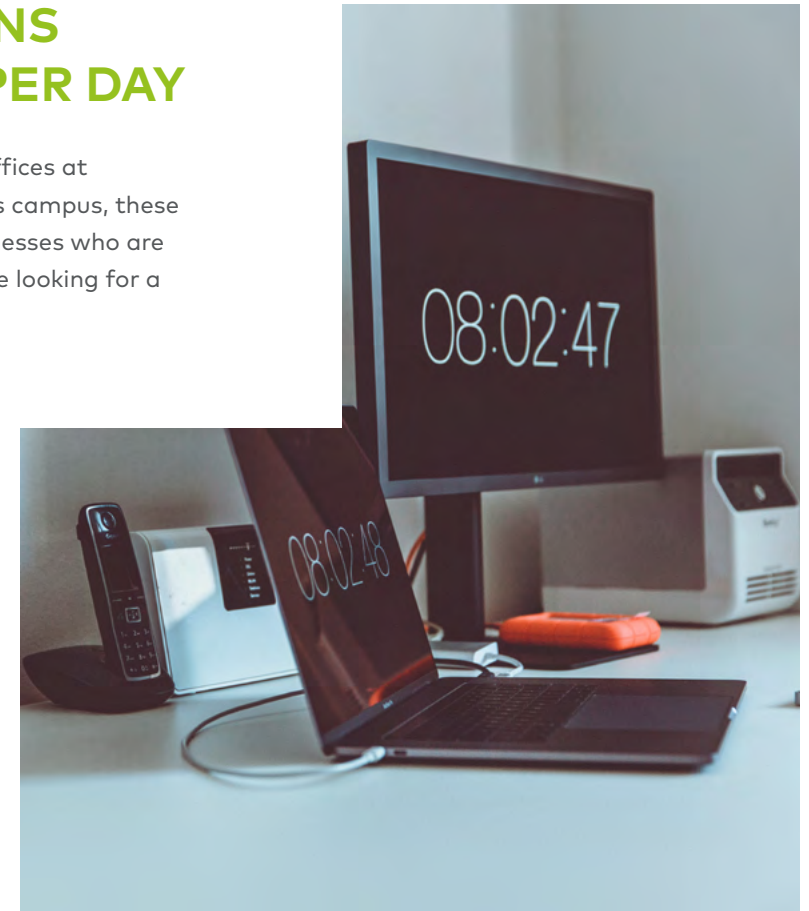 NS
PER DAY
ffices at
s campus, these
esses who are
e looking for a
08:02:47
08:02:48